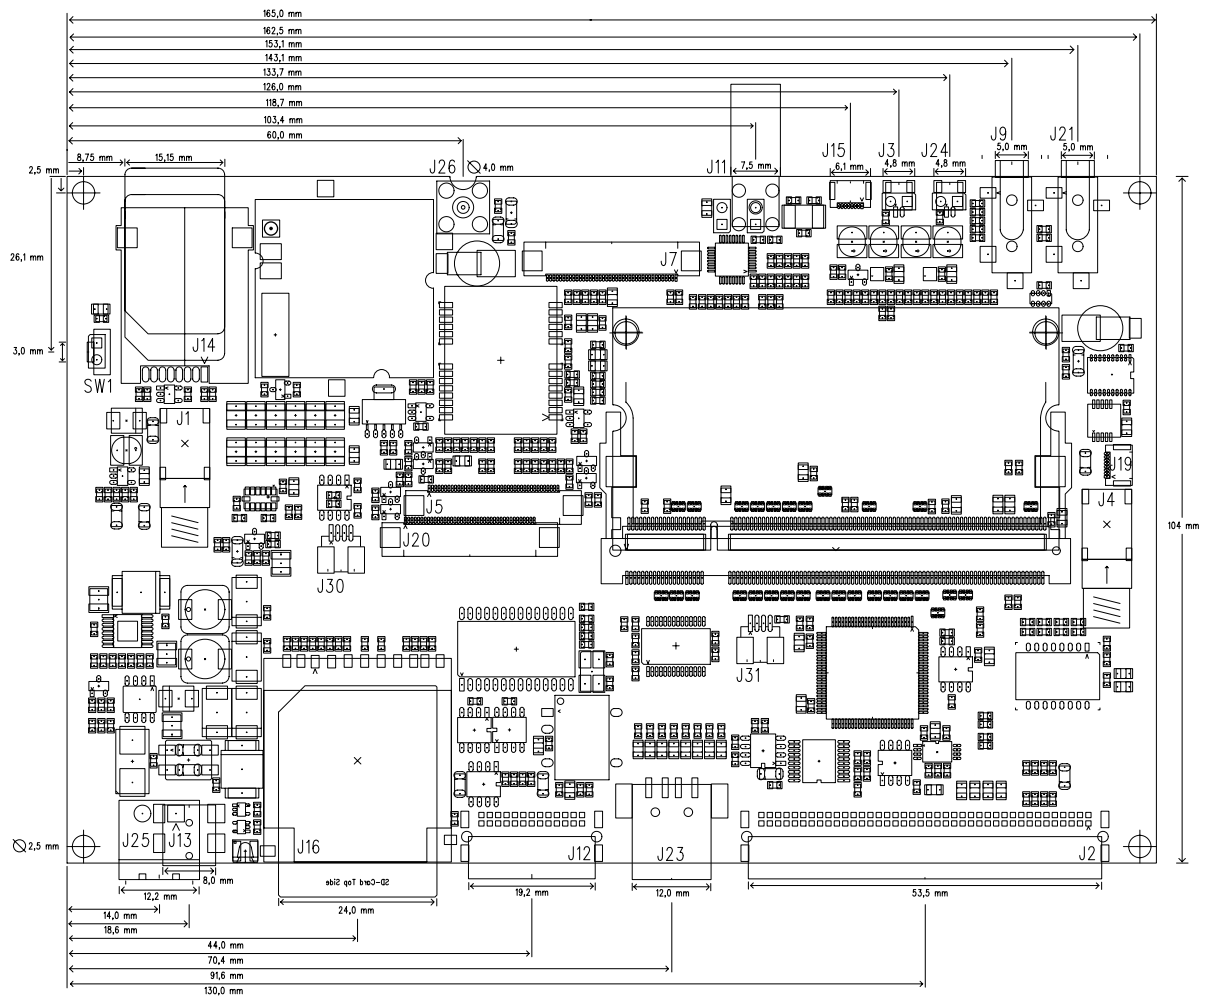 165,0 mm
162,5 mm
153,1 mm
143,1 mm
133,7 mm
126,0 mm
118,7 mm
103,4 mm
60,0 mm
8,75 mm
15,15 mm
2,5 mm
J26
Ø 4,0 mm
J11
7,5 mm
J15
6,1 mm
J3
4,8 mm
J24
4,8 mm
J9
5,0 mm
J21
5,0 mm
26,1 mm
J7
3,0 mm
J14
SW1
J1
J19
J5
J4
J20
104 mm
J30
J31
J25
J13
J16
J12
J23
J2
Ø 2,5 mm
8,0 mm
SD-Card Top Side
12,2 mm
19,2 mm
12,0 mm
53,5 mm
14,0 mm
24,0 mm
18,6 mm
44,0 mm
70,4 mm
91,6 mm
130,0 mm